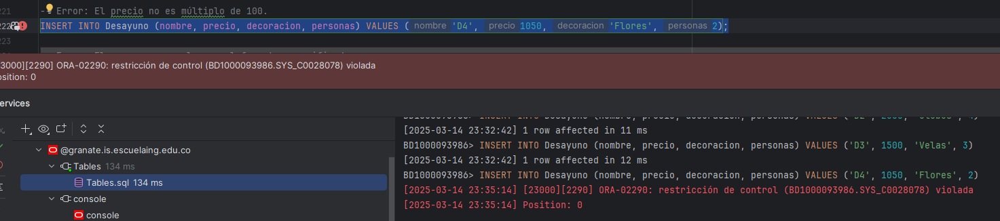 221
- Error: El precio no es múltiplo de 100.
222
INSERT INTO Desayuno (nombre, precio, decoracion, personas) VALUES ( nombre 'D4', precio 1050, decoracion 'Flores', personas 2);
223
3000][2290] ORA-02290: restricción de control (BD1000093986.SYS_C0028078) violada
osition: 0
ervices
@granate.is.escuelaing.edu.co
Tables 134 ms
Tables.sql 134 ms
console
console
[2025-03-14 23:32:42] 1 row affected in 11 ms
BD1000093986> INSERT INTO Desayuno (nombre, precio, decoracion, personas) VALUES ('D3', 1500, 'Velas', 3)
[2025-03-14 23:32:42] 1 row affected in 12 ms
BD1000093986> INSERT INTO Desayuno (nombre, precio, decoracion, personas) VALUES ('D4', 1050, 'Flores', 2)
[2025-03-14 23:35:14] [23000][2290] ORA-02290: restricción de control (BD1000093986.SYS_C0028078) violada
[2025-03-14 23:35:14] Position: 0